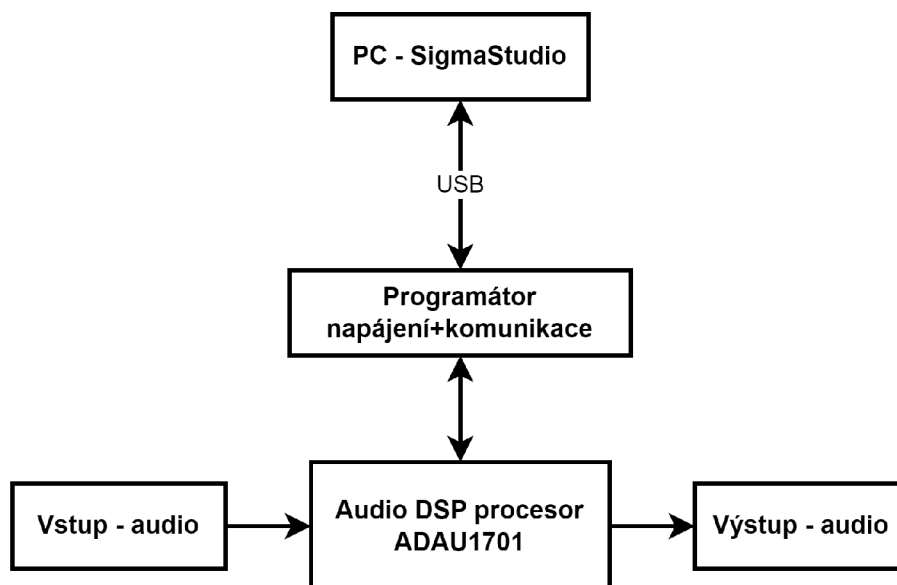 PC - SigmaStudio
USB
Programátor
napájení+komunikace
Vstup - audio
Audio DSP procesor
ADAU1701
Výstup - audio